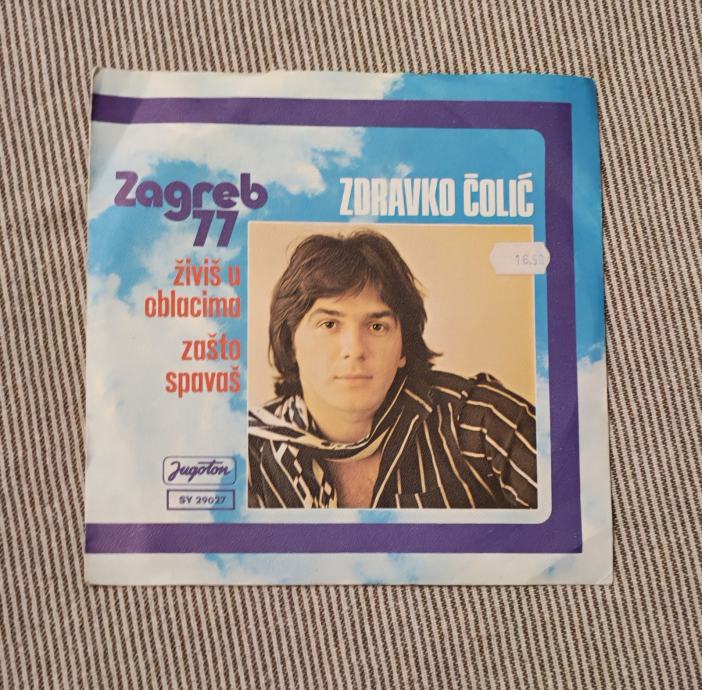 Zagreb
77
ZDRAVKO ČOLIĆ
živiš u
oblacima
zašto
spavaš
Jugoton
SY 29027